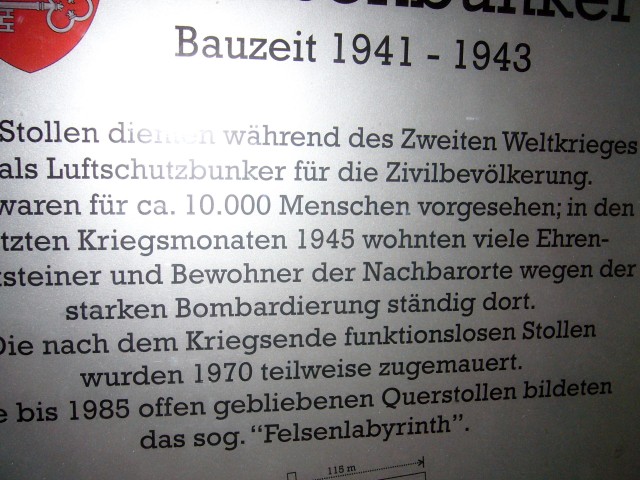 Bauzeit 1941 - 1943
Stollen dienten während des Zweiten Weltkrieges
als Luftschutzbunker für die Zivilbevölkerung.
waren für ca. 10.000 Menschen vorgesehen; in den
tzten Kriegsmonaten 1945 wohnten viele Ehren-
tsteiner und Bewohner der Nachbarorte wegen der
starken Bombardierung ständig dort.
Die nach dem Kriegsende funktionslosen Stollen
wurden 1970 teilweise zugemauert.
e bis 1985 offen gebliebenen Querstollen bildeten
das sog. "Felsenlabyrinth".
115 m